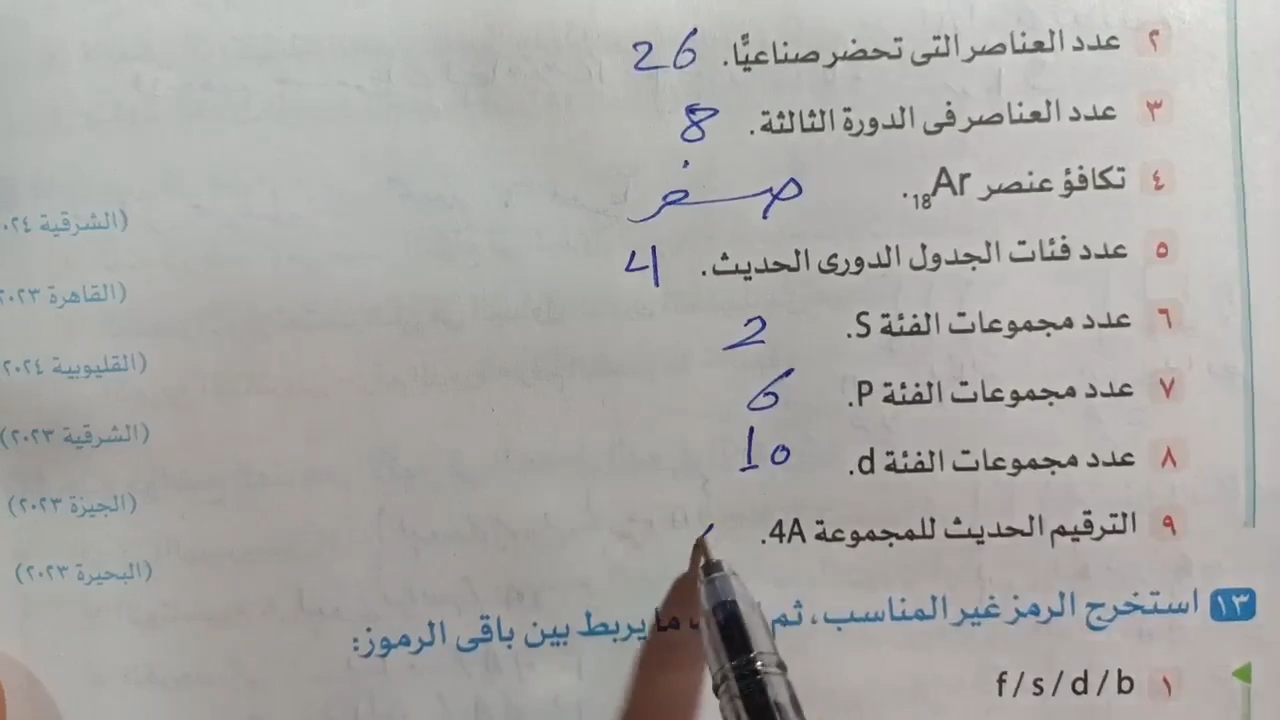 ٢ عدد العناصر التى تحضر صناعيًّا. 26
٣ عدد العناصر فى الدورة الثالثة. 8
٤ تكافؤ عنصر 18Ar. صفر
(الشرقية ٢٠٢٤
٥ عدد فئات الجدول الدورى الحديث. 4
(القاهرة ٢٠٢٣
٦ عدد مجموعات الفئة S. 2
(القليوبية ٢٠٢٤
٧ عدد مجموعات الفئة P. 6
(الشرقية ٢٠٢٣)
٨ عدد مجموعات الفئة d. 10
(الجيزة ٢٠٢٣)
٩ الترقيم الحديث للمجموعة 4A.
(البحيرة ٢٠٢٣)
١٣ استخرج الرمز غير المناسب، ثم ما يربط بين باقى الرموز:
١ f / s / d / b